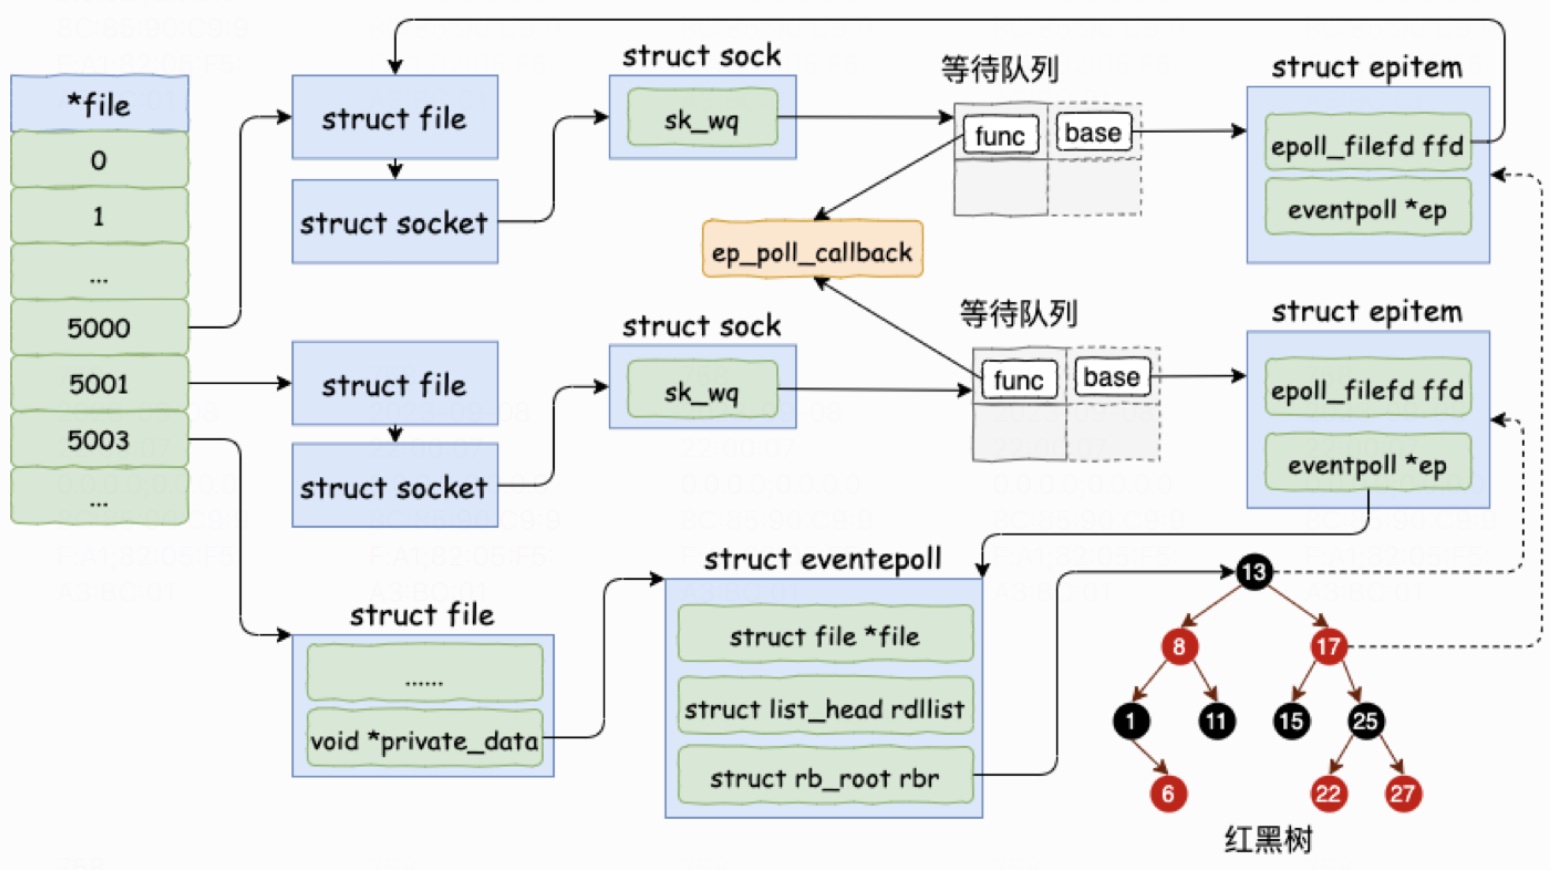 *file
0
1
...
5000
5001
5003
...
struct file
struct socket
struct sock
sk_wq
等待队列
func
base
struct epitem
epoll_filefd ffd
eventpoll *ep
ep_poll_callback
struct file
struct socket
struct sock
sk_wq
等待队列
func
base
struct epitem
epoll_filefd ffd
eventpoll *ep
struct file
......
void *private_data
struct eventepoll
struct file *file
struct list_head rdllist
struct rb_root rbr
13
8
17
1
11
15
25
6
22
27
红黑树